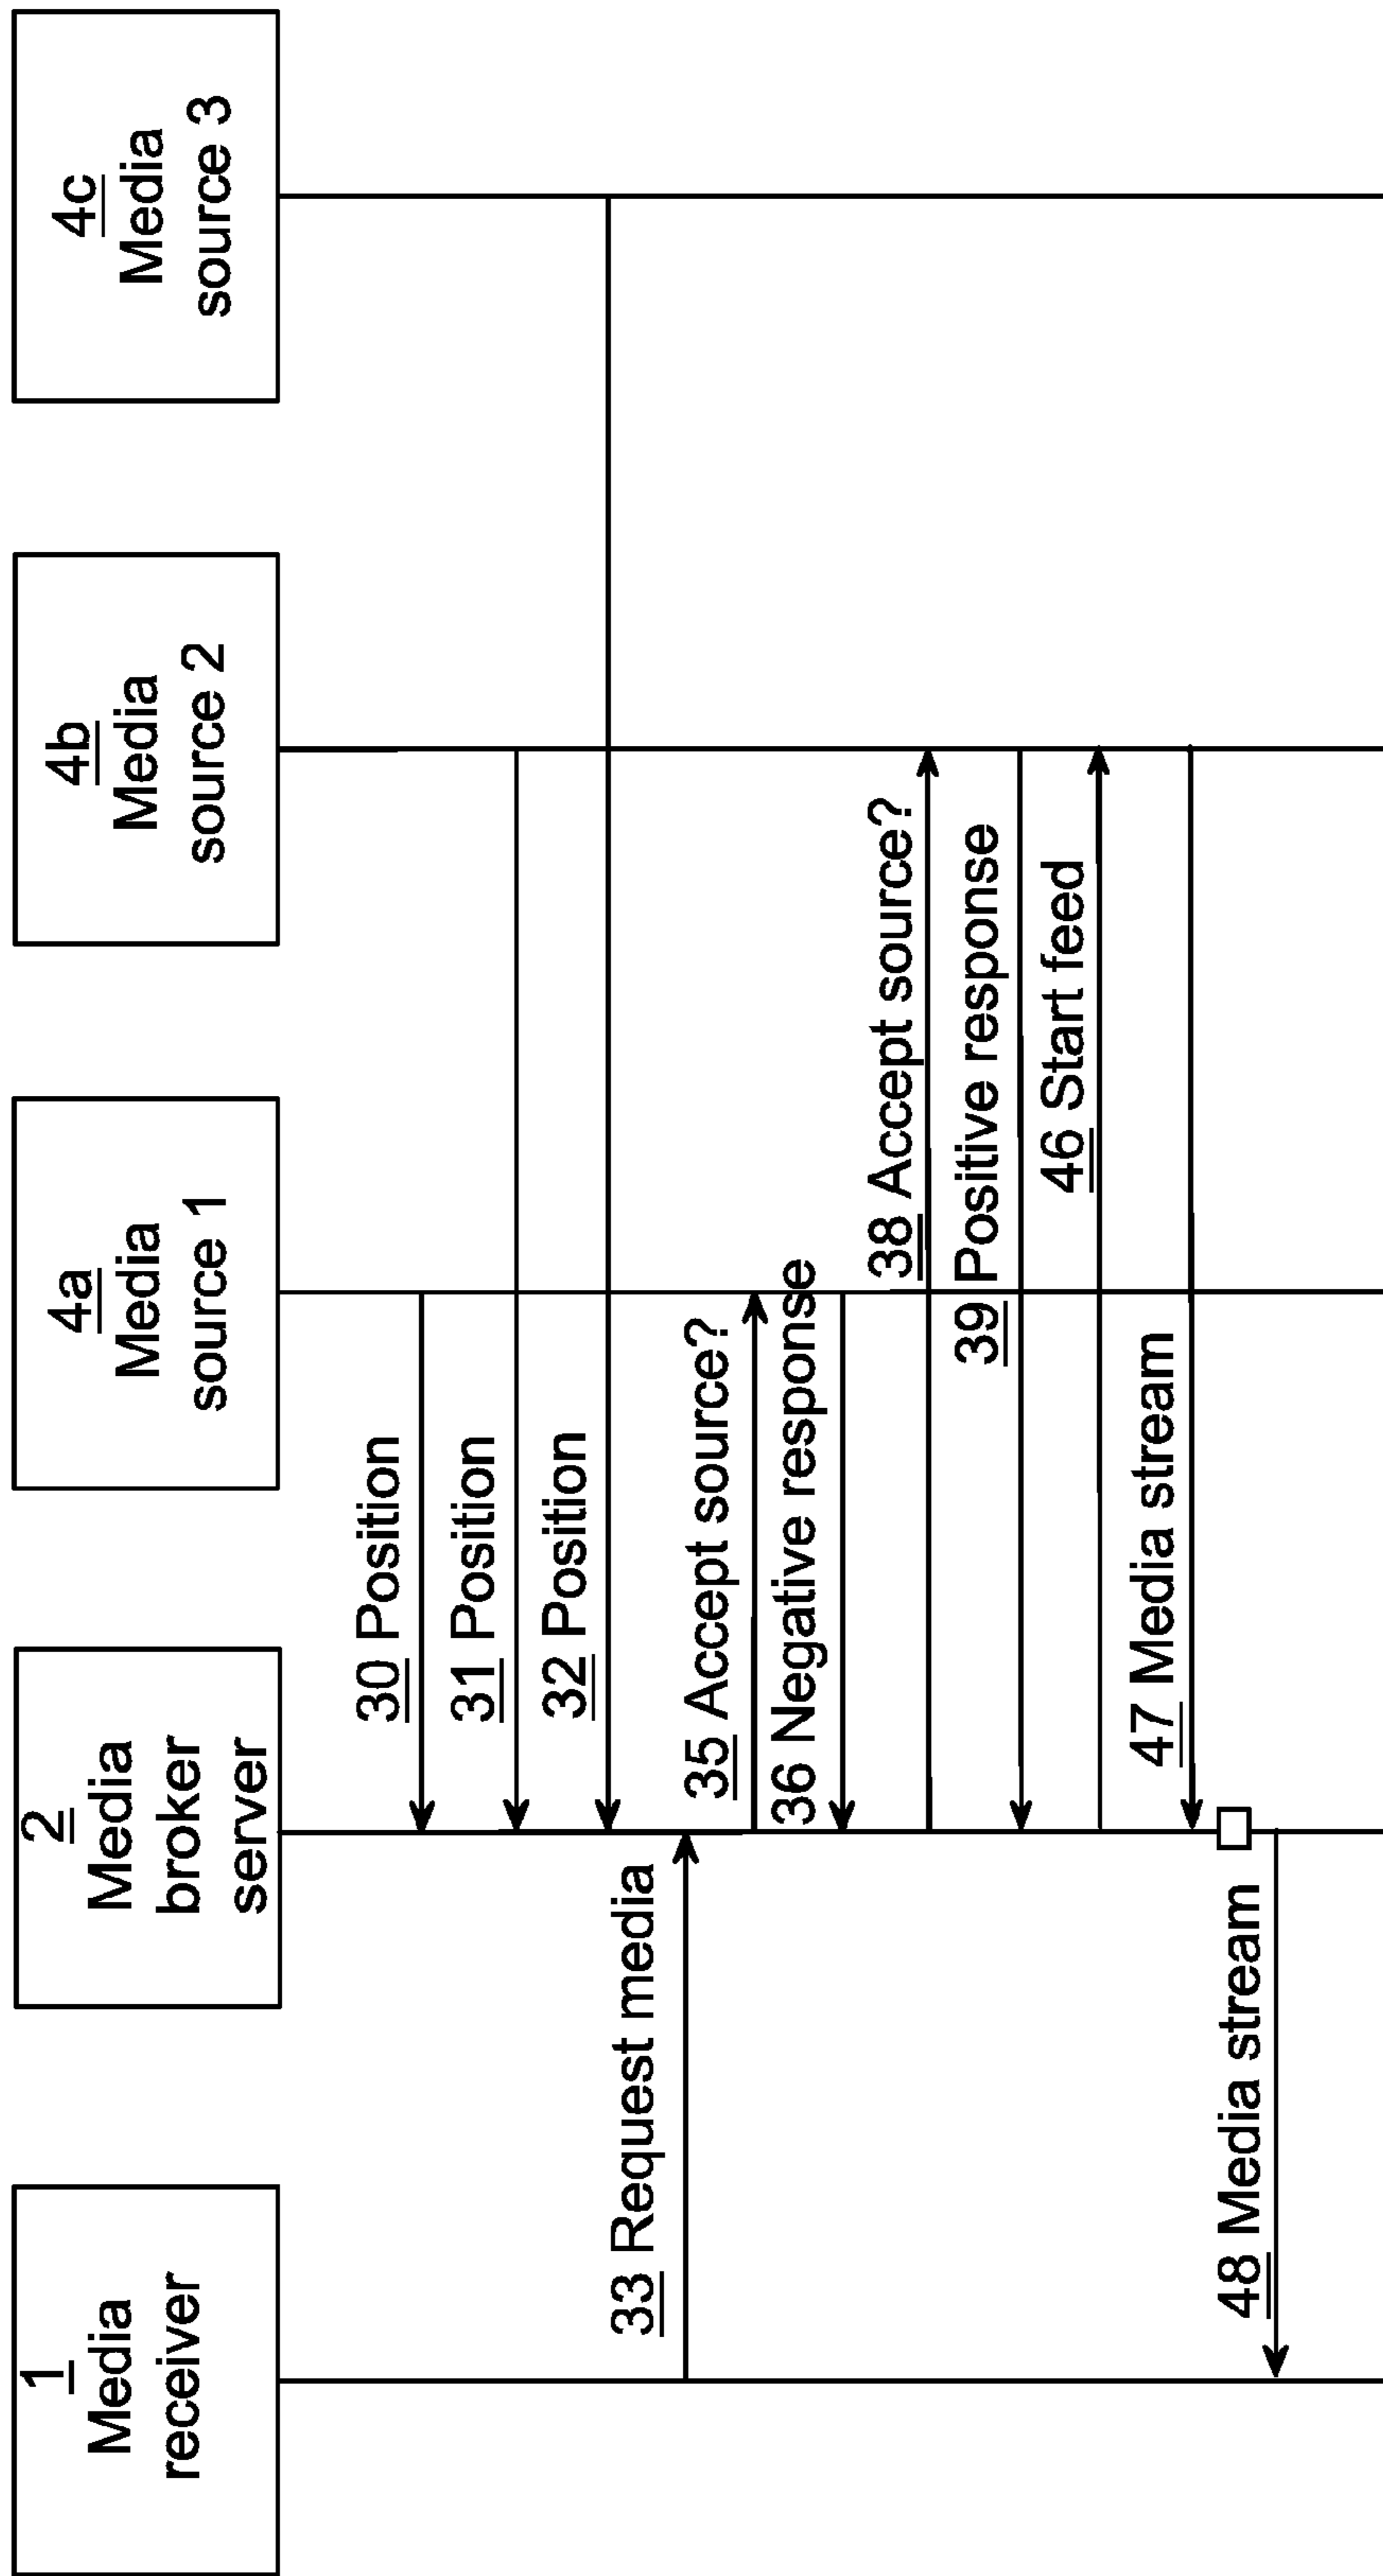 1
Media
receiver
2
Media
broker
server
4a
Media
source 1
4b
Media
source 2
4c
Media
source 3
30 Position
31 Position
32 Position
33 Request media
35 Accept source?
36 Negative response
38 Accept source?
39 Positive response
46 Start feed
47 Media stream
48 Media stream